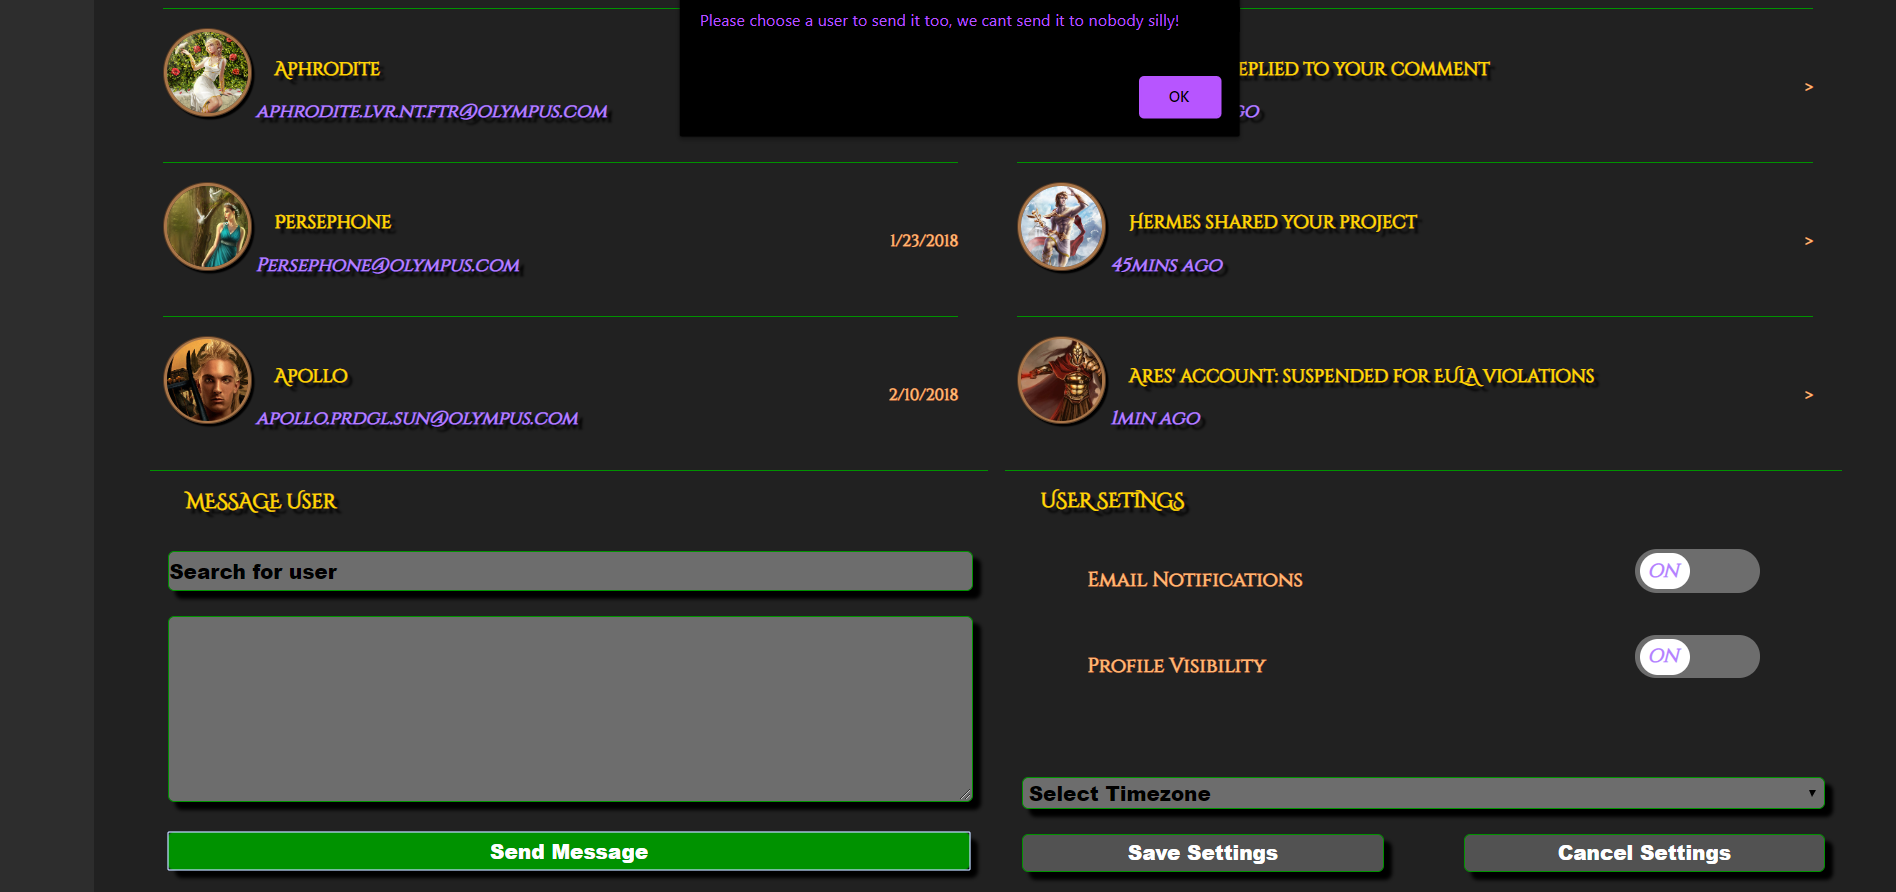 Please choose a user to send it too, we cant send it to nobody silly!
OK
Aphrodite
aphrodite.lvr.nt.ftr@olympus.com
replied to your comment
ago
>
Persephone
Persephone@olympus.com
1/23/2018
Hermes shared your project
45mins ago
>
Apollo
apollo.prdgl.sun@olympus.com
2/10/2018
Ares' account: suspended for EULA violations
1min ago
>
MESSAGE USER
USER SETINGS
Search for user
Email Notifications
ON
Profile Visibility
ON
Select Timezone
Send Message
Save Settings
Cancel Settings